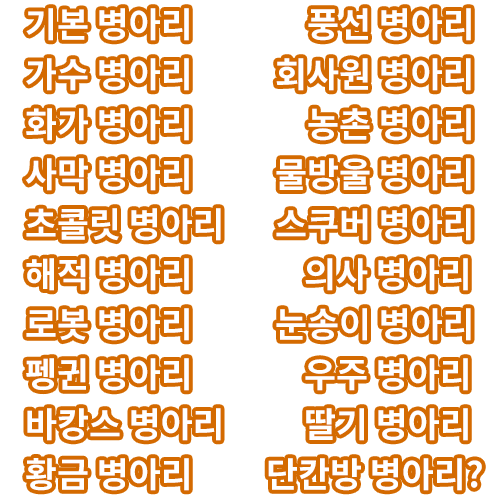 기본 병아리 풍선 병아리
가수 병아리 회사원 병아리
화가 병아리 농촌 병아리
사막 병아리 물방울 병아리
초콜릿 병아리 스쿠버 병아리
해적 병아리 의사 병아리
로봇 병아리 눈송이 병아리
펭귄 병아리 우주 병아리
바캉스 병아리 딸기 병아리
황금 병아리 단칸방 병아리?